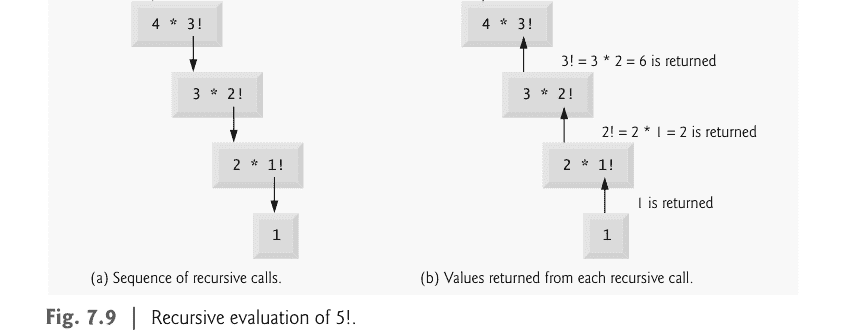 4 * 3!
3 * 2!
2 * 1!
1
(a) Sequence of recursive calls.
4 * 3!
3! = 3 * 2 = 6 is returned
3 * 2!
2! = 2 * 1 = 2 is returned
2 * 1!
1 is returned
1
(b) Values returned from each recursive call.
Fig. 7.9 | Recursive evaluation of 5!.